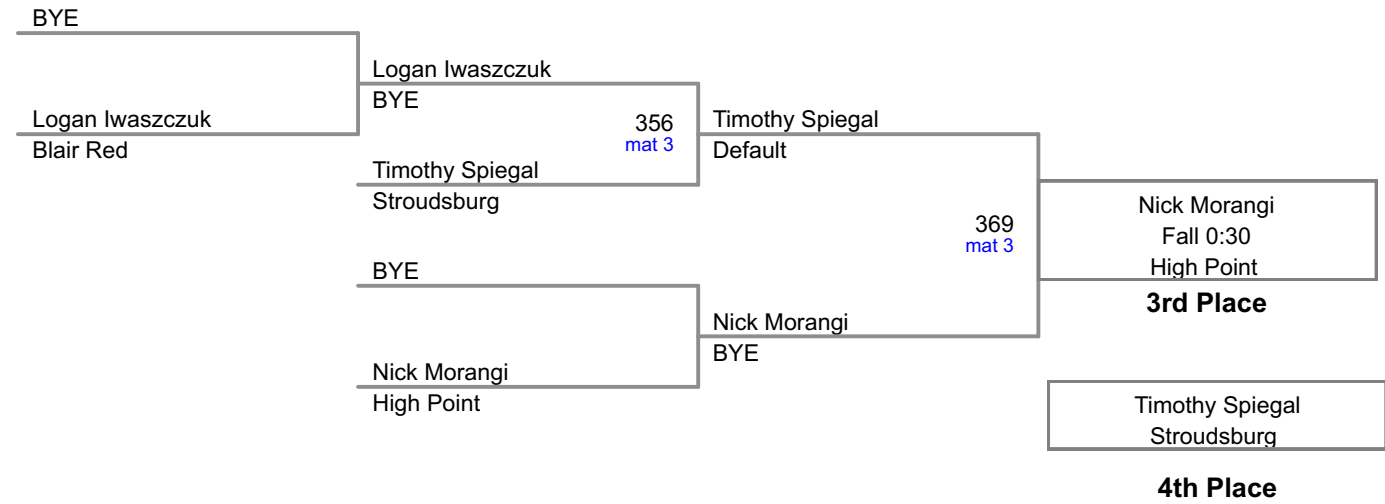 BYE
Logan Iwaszczuk
Blair Red
Logan Iwaszczuk
BYE
356
mat 3
Timothy Spiegal
Stroudsburg
BYE
Nick Morangi
High Point
Timothy Spiegal
Default
369
mat 3
Nick Morangi
BYE
Nick Morangi
Fall 0:30
High Point
3rd Place
Timothy Spiegal
Stroudsburg
4th Place